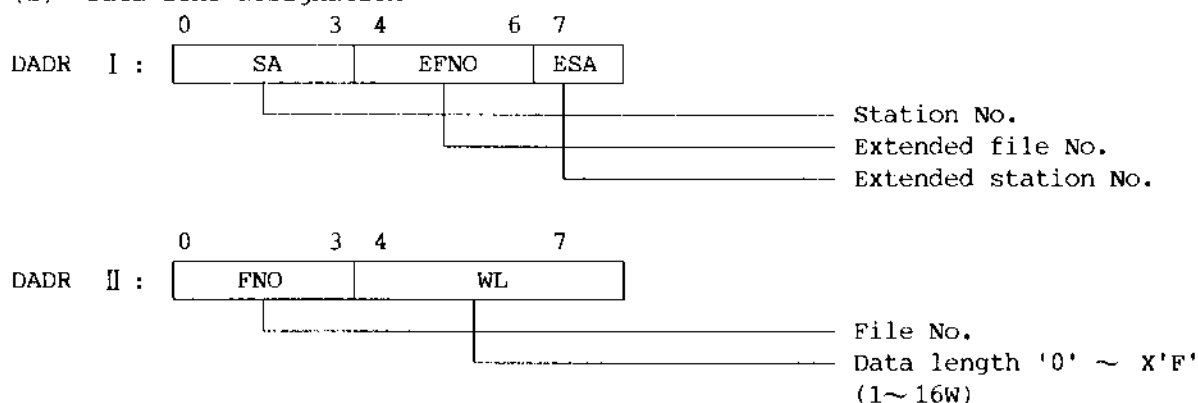 0 3 4 6 7
DADR I : SA EFNO ESA
Station No.
Extended file No.
Extended station No.
0 3 4 7
DADR II : FNO WL
File No.
Data length '0' ~ X'F'
(1~16W)